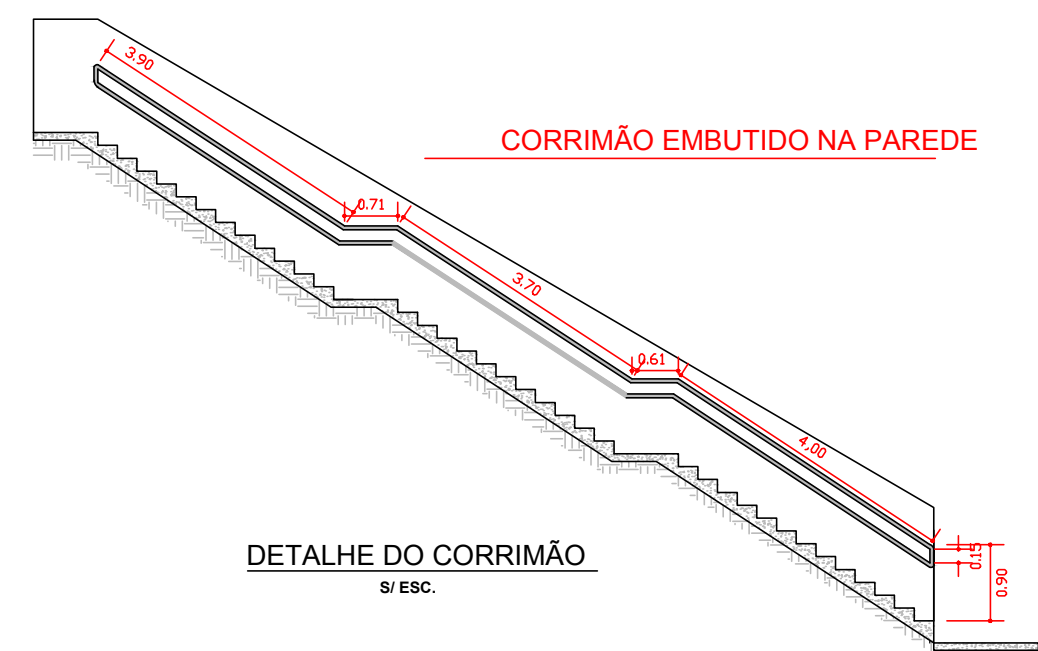 3.90
CORRIMÃO EMBUTIDO NA PAREDE
0.71
3.70
0.61
4,00
DETALHE DO CORRIMÃO
S/ ESC.
0.15
0.90